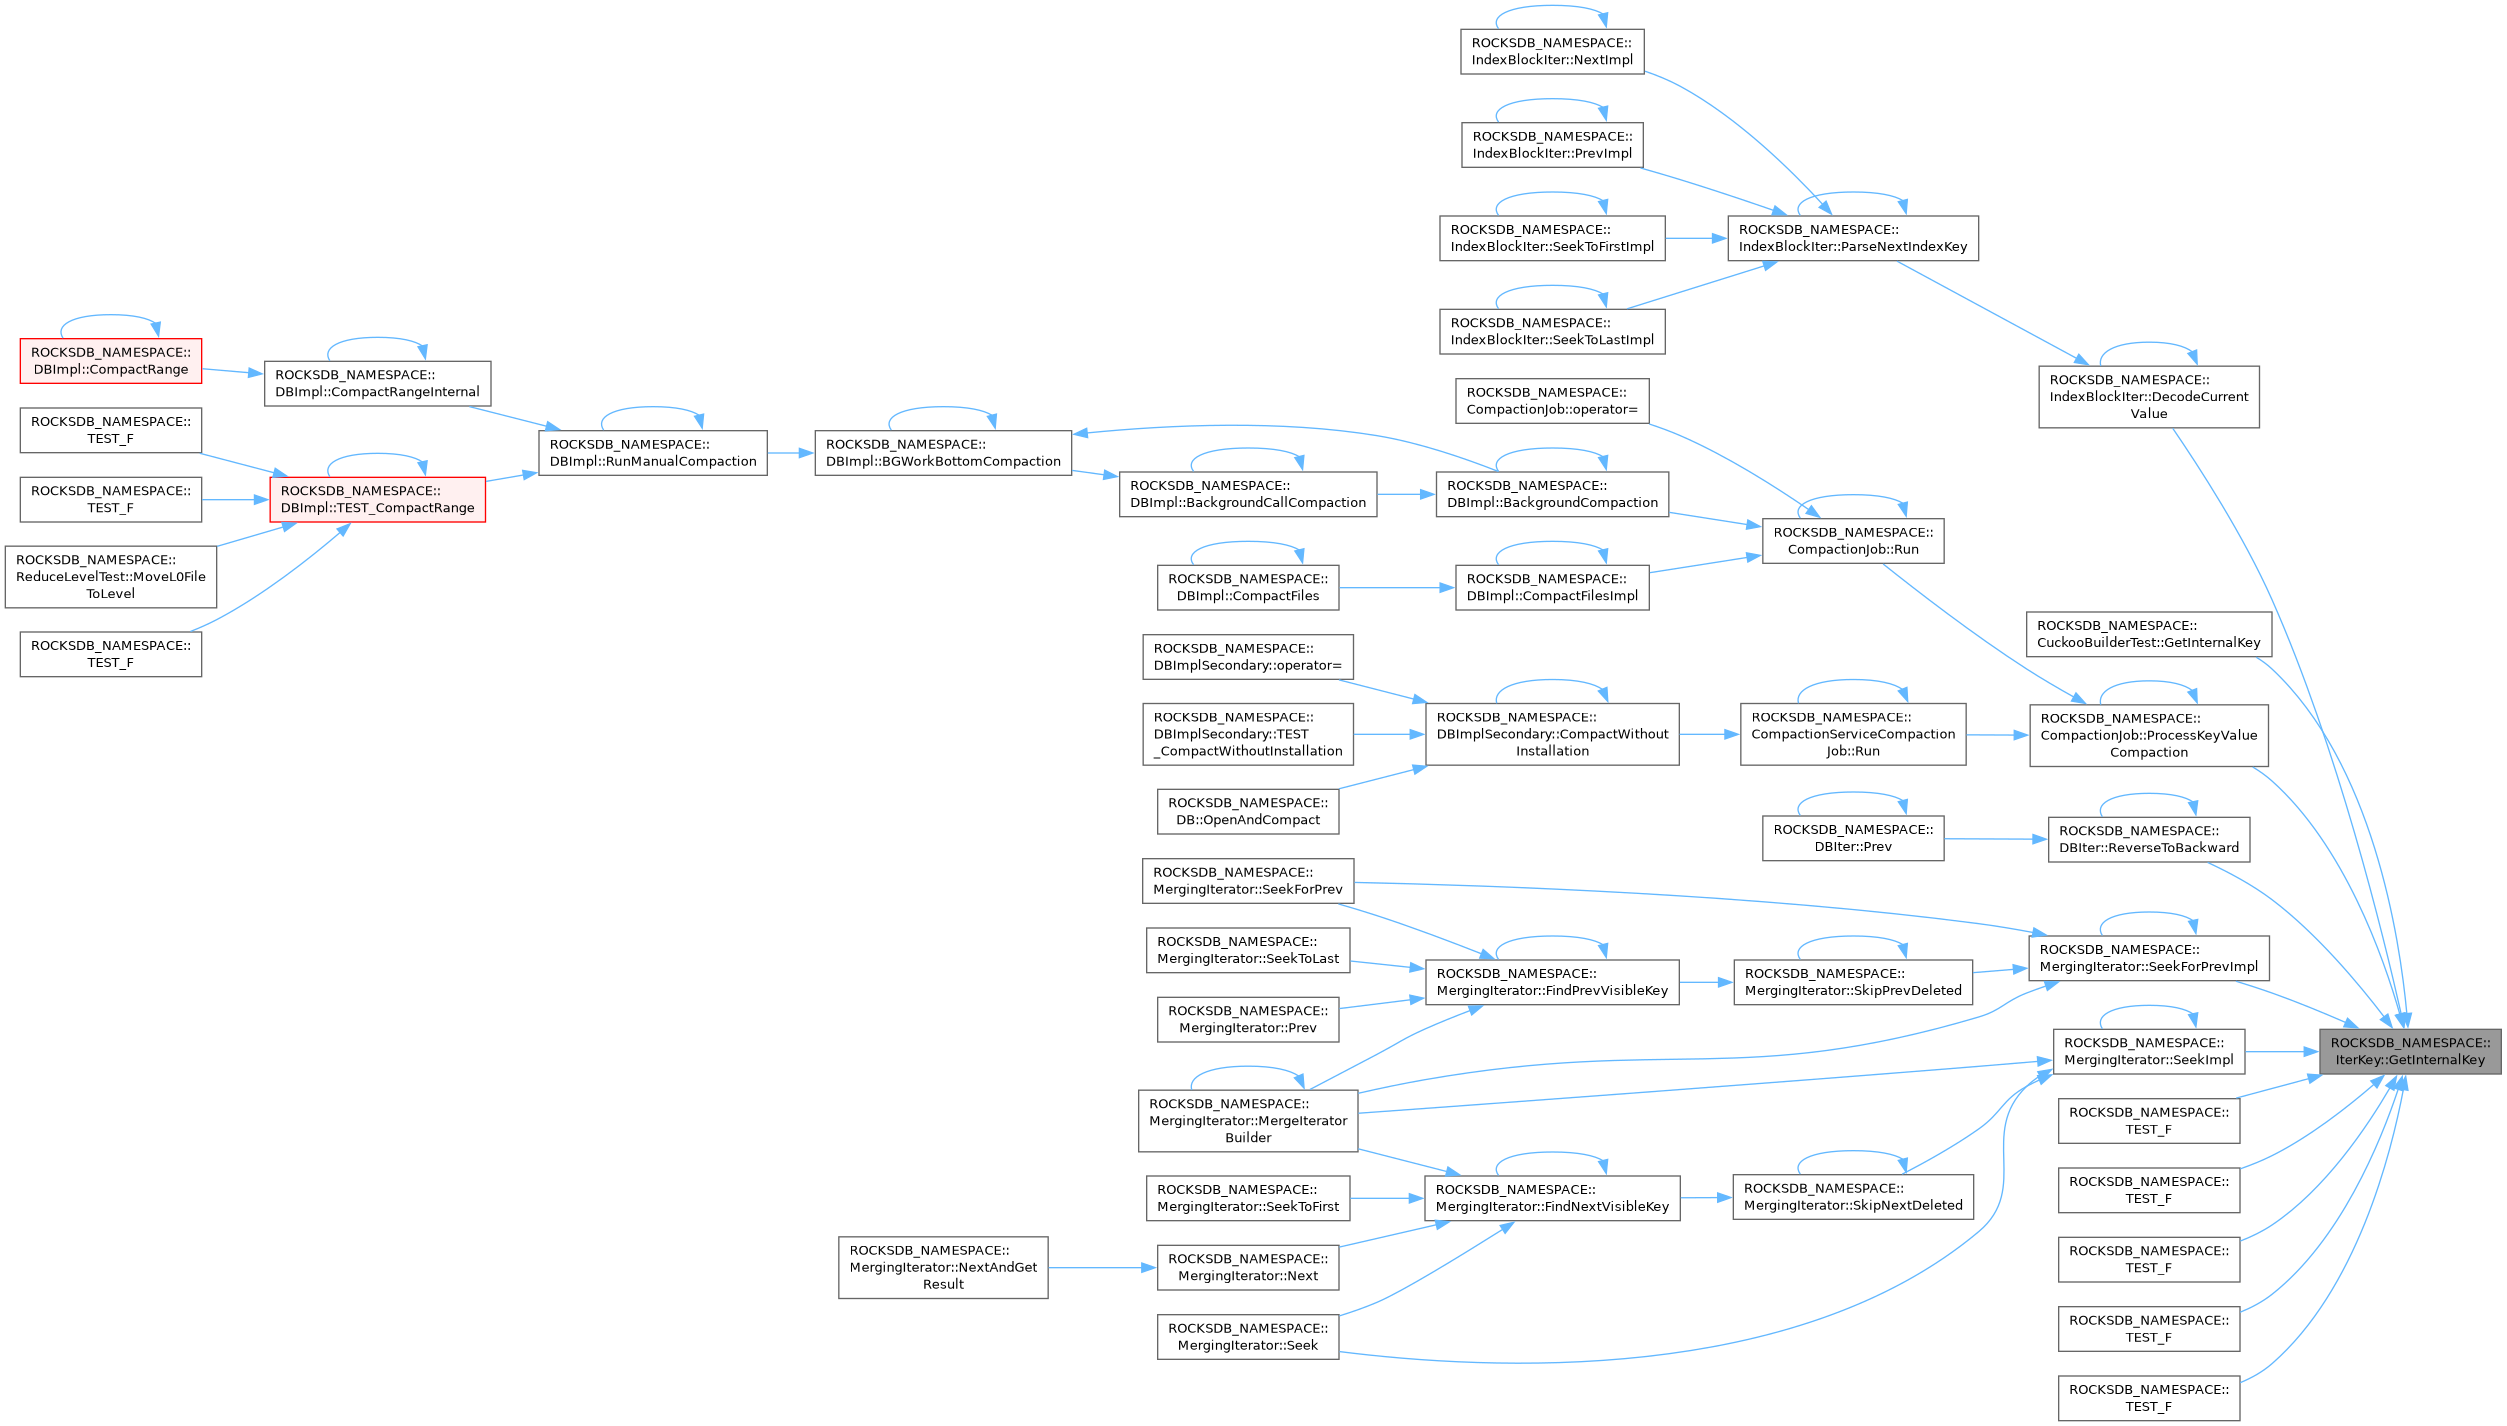 ROCKSDB_NAMESPACE::
IndexBlockIter::NextImpl
ROCKSDB_NAMESPACE::
IndexBlockIter::PrevImpl
ROCKSDB_NAMESPACE::
IndexBlockIter::SeekToFirstImpl
ROCKSDB_NAMESPACE::
IndexBlockIter::ParseNextIndexKey
ROCKSDB_NAMESPACE::
IndexBlockIter::SeekToLastImpl
ROCKSDB_NAMESPACE::
DBImpl::CompactRange
ROCKSDB_NAMESPACE::
DBImpl::CompactRangeInternal
ROCKSDB_NAMESPACE::
CompactionJob::operator=
ROCKSDB_NAMESPACE::
IndexBlockIter::DecodeCurrent
Value
ROCKSDB_NAMESPACE::
TEST_F
ROCKSDB_NAMESPACE::
DBImpl::RunManualCompaction
ROCKSDB_NAMESPACE::
DBImpl::BGWorkBottomCompaction
ROCKSDB_NAMESPACE::
TEST_F
ROCKSDB_NAMESPACE::
DBImpl::TEST_CompactRange
ROCKSDB_NAMESPACE::
DBImpl::BackgroundCallCompaction
ROCKSDB_NAMESPACE::
DBImpl::BackgroundCompaction
ROCKSDB_NAMESPACE::
CompactionJob::Run
ROCKSDB_NAMESPACE::
ReduceLevelTest::MoveL0File
ToLevel
ROCKSDB_NAMESPACE::
DBImpl::CompactFiles
ROCKSDB_NAMESPACE::
DBImpl::CompactFilesImpl
ROCKSDB_NAMESPACE::
TEST_F
ROCKSDB_NAMESPACE::
CuckooBuilderTest::GetInternalKey
ROCKSDB_NAMESPACE::
DBImplSecondary::operator=
ROCKSDB_NAMESPACE::
DBImplSecondary::TEST
_CompactWithoutInstallation
ROCKSDB_NAMESPACE::
DBImplSecondary::CompactWithout
Installation
ROCKSDB_NAMESPACE::
CompactionServiceCompaction
Job::Run
ROCKSDB_NAMESPACE::
CompactionJob::ProcessKeyValue
Compaction
ROCKSDB_NAMESPACE::
DB::OpenAndCompact
ROCKSDB_NAMESPACE::
DBIter::Prev
ROCKSDB_NAMESPACE::
DBIter::ReverseToBackward
ROCKSDB_NAMESPACE::
MergingIterator::SeekForPrev
ROCKSDB_NAMESPACE::
MergingIterator::SeekToLast
ROCKSDB_NAMESPACE::
MergingIterator::FindPrevVisibleKey
ROCKSDB_NAMESPACE::
MergingIterator::SkipPrevDeleted
ROCKSDB_NAMESPACE::
MergingIterator::SeekForPrevImpl
ROCKSDB_NAMESPACE::
MergingIterator::Prev
ROCKSDB_NAMESPACE::
MergingIterator::SeekImpl
ROCKSDB_NAMESPACE::
IterKey::GetInternalKey
ROCKSDB_NAMESPACE::
MergingIterator::MergeIterator
Builder
ROCKSDB_NAMESPACE::
TEST_F
ROCKSDB_NAMESPACE::
TEST_F
ROCKSDB_NAMESPACE::
MergingIterator::SeekToFirst
ROCKSDB_NAMESPACE::
MergingIterator::FindNextVisibleKey
ROCKSDB_NAMESPACE::
MergingIterator::SkipNextDeleted
ROCKSDB_NAMESPACE::
MergingIterator::NextAndGet
Result
ROCKSDB_NAMESPACE::
MergingIterator::Next
ROCKSDB_NAMESPACE::
TEST_F
ROCKSDB_NAMESPACE::
MergingIterator::Seek
ROCKSDB_NAMESPACE::
TEST_F
ROCKSDB_NAMESPACE::
TEST_F